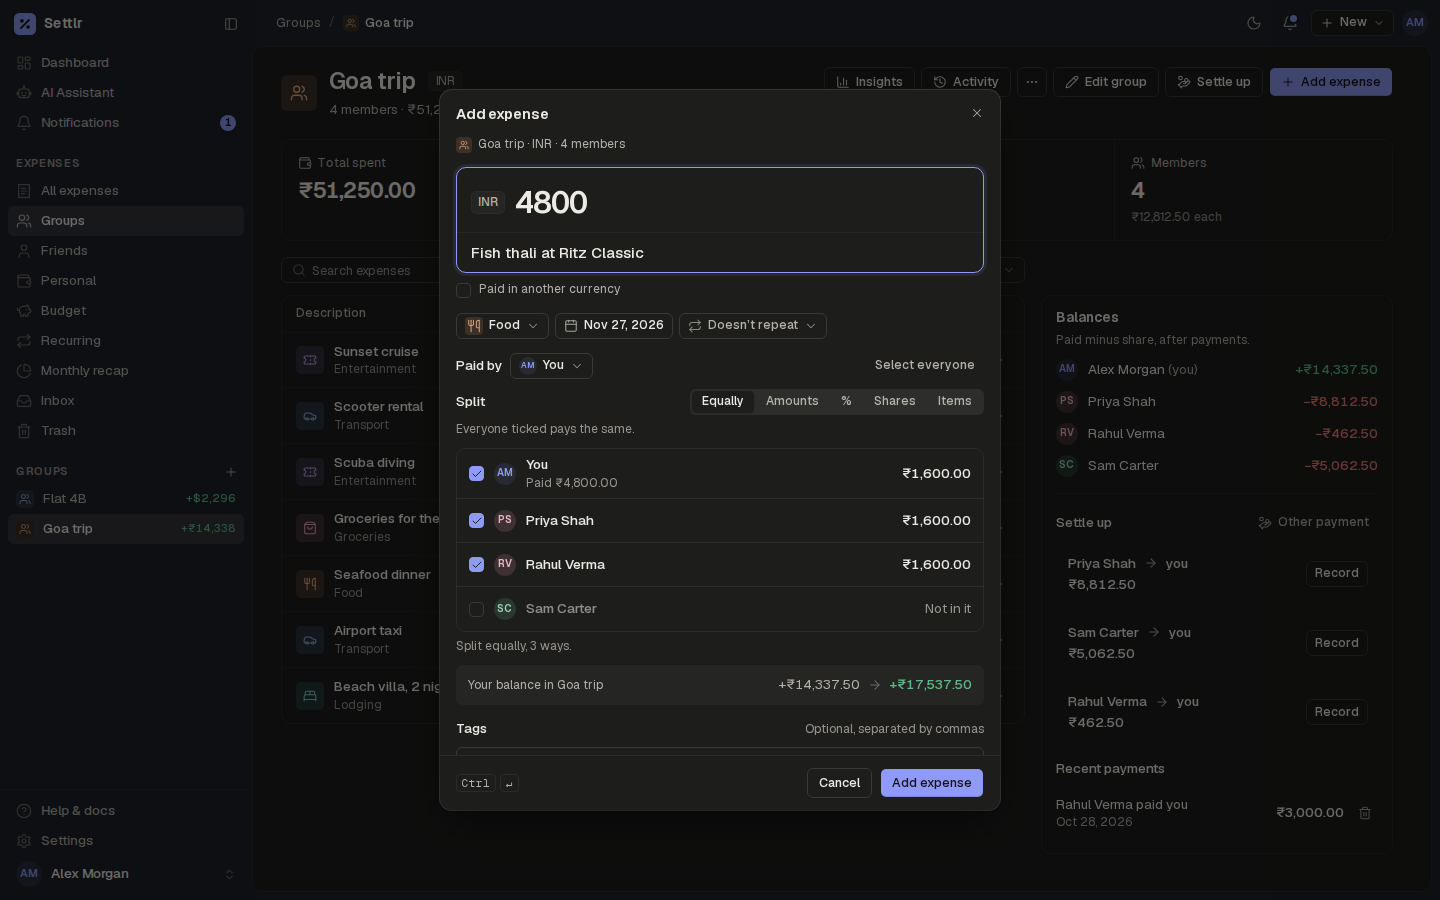 Settlr
Dashboard
AI Assistant
Notifications
1
EXPENSES
All expenses
Groups
Friends
Personal
Budget
Recurring
Monthly recap
Inbox
Trash
GROUPS
Flat 4B
+$2,296
Goa trip
+₹14,338
Help & docs
Settings
AM
Alex Morgan
Groups / Goa trip
New
AM
Goa trip
INR
4 members · ₹51,2
Insights
Activity
Edit group
Settle up
Add expense
Total spent
₹51,250.00
Members
4
₹12,812.50 each
Search expenses
Description
Sunset cruise
Entertainment
Scooter rental
Transport
Scuba diving
Entertainment
Groceries for the
Groceries
Seafood dinner
Food
Airport taxi
Transport
Beach villa, 2 nig
Lodging
Add expense
Goa trip · INR · 4 members
INR
4800
Fish thali at Ritz Classic
Paid in another currency
Food
Nov 27, 2026
Doesn't repeat
Paid by
AM
You
Select everyone
Split
Equally
Amounts
%
Shares
Items
Everyone ticked pays the same.
AM
You
Paid ₹4,800.00
₹1,600.00
PS
Priya Shah
₹1,600.00
RV
Rahul Verma
₹1,600.00
SC
Sam Carter
Not in it
Split equally, 3 ways.
Your balance in Goa trip
+₹14,337.50 → +₹17,537.50
Tags
Optional, separated by commas
Ctrl ↵
Cancel
Add expense
Balances
Paid minus share, after payments.
AM
Alex Morgan (you)
+₹14,337.50
PS
Priya Shah
−₹8,812.50
RV
Rahul Verma
−₹462.50
SC
Sam Carter
−₹5,062.50
Settle up
Other payment
Priya Shah → you
₹8,812.50
Record
Sam Carter → you
₹5,062.50
Record
Rahul Verma → you
₹462.50
Record
Recent payments
Rahul Verma paid you
Oct 28, 2026
₹3,000.00